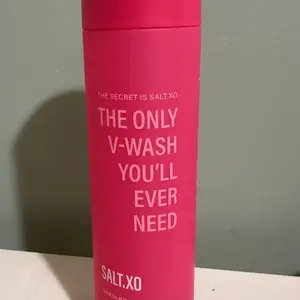 THE SECRET IS SALT.XO
THE ONLY
V-WASH
YOU'LL
EVER
NEED
SALT.XO